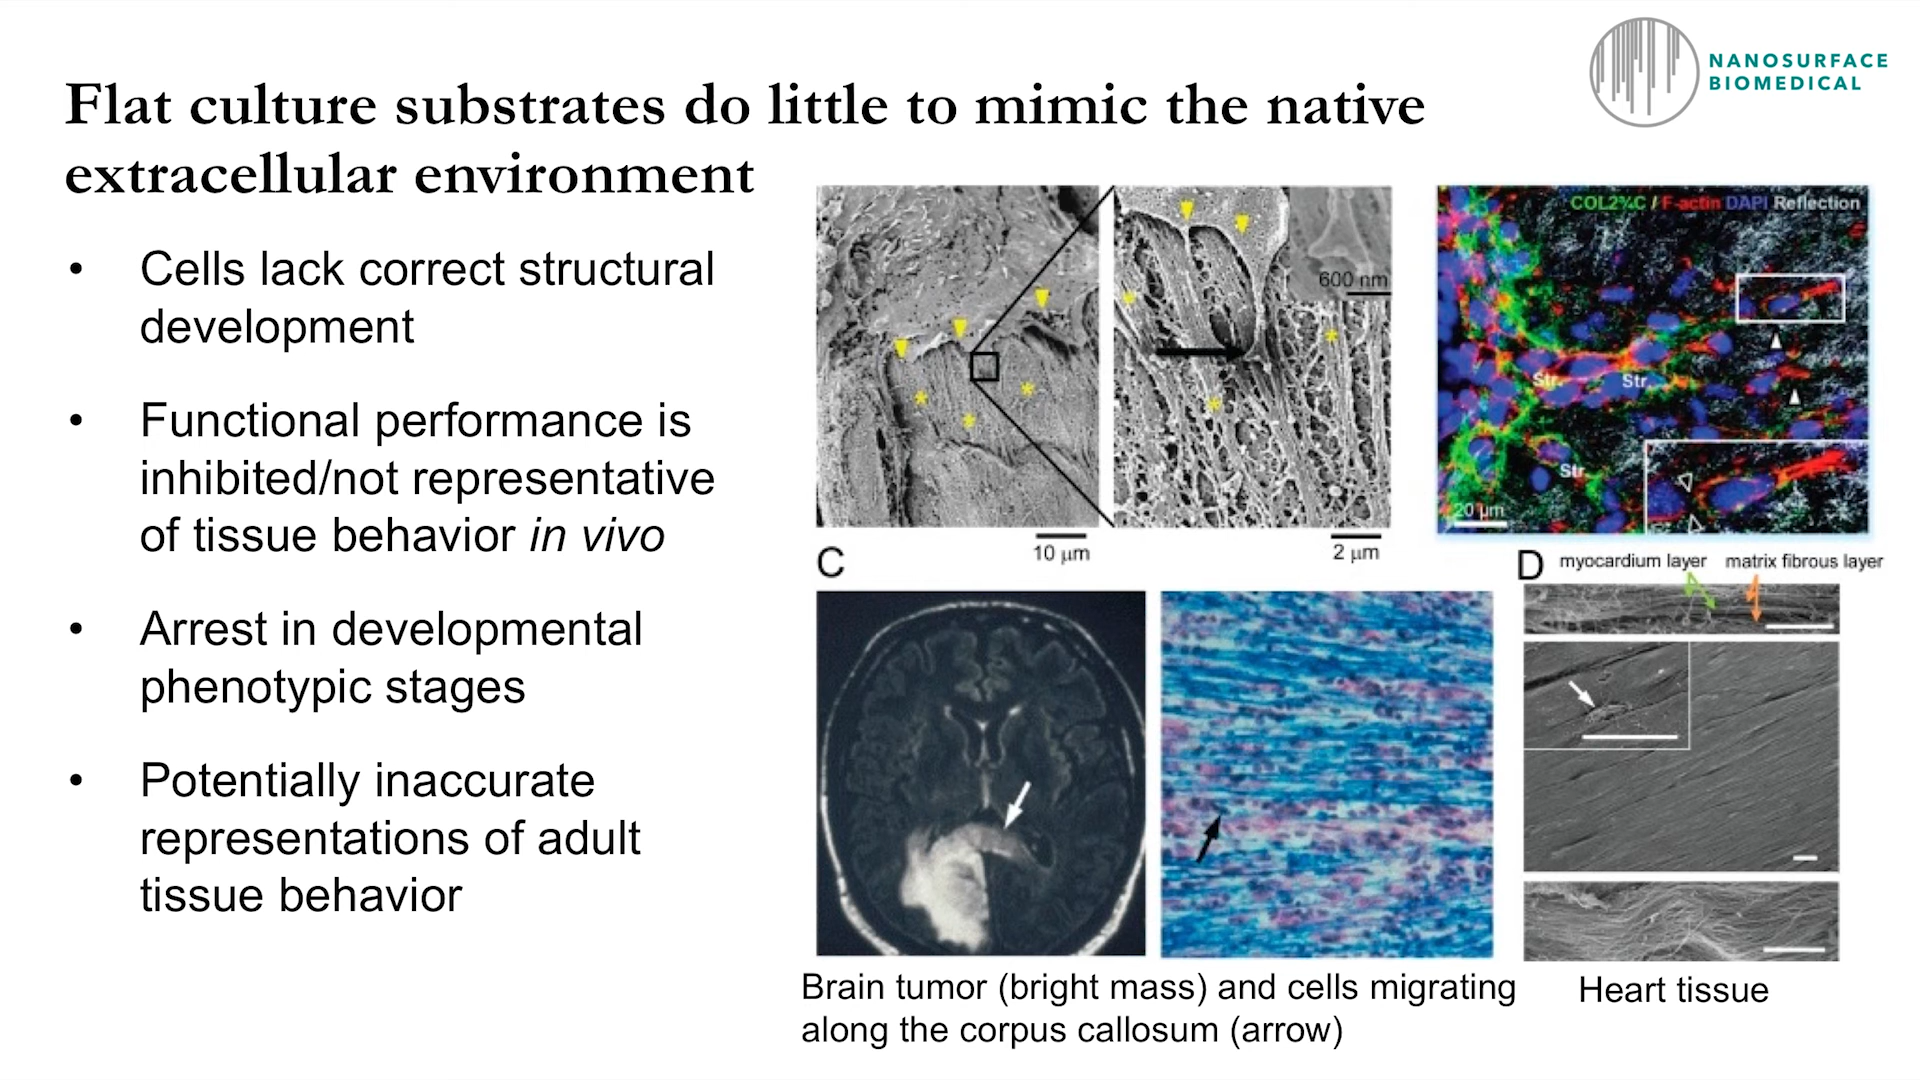 NANOSURFACE
BIOMEDICAL
Flat culture substrates do little to mimic the native
extracellular environment
• Cells lack correct structural
development
• Functional performance is
inhibited/not representative
of tissue behavior in vivo
• Arrest in developmental
phenotypic stages
• Potentially inaccurate
representations of adult
tissue behavior
600 nm
10 µm
2 µm
COL2¾C / F-actin DAPI Reflection
Str.
Str.
Str.
20 µm
C
D
myocardium layer matrix fibrous layer
Brain tumor (bright mass) and cells migrating
along the corpus callosum (arrow)
Heart tissue